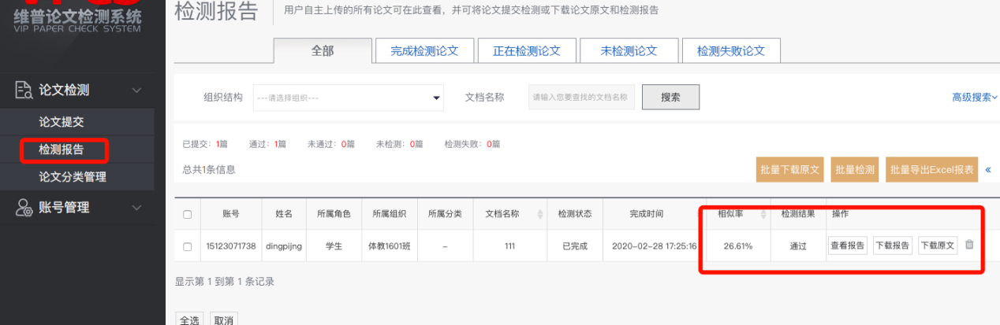 维普论文检测系统
VIP PAPER CHECK SYSTEM
论文检测
论文提交
检测报告
论文分类管理
账号管理
检测报告 用户自主上传的所有论文可在此查看，并可将论文提交检测或下载论文原文和检测报告
全部 完成检测论文 正在检测论文 未检测论文 检测失败论文
组织结构 ---请选择组织--- 文档名称 请输入您要查找的文档名称 搜索 高级搜索
已提交：1篇 通过：1篇 未通过：0篇 未检测：0篇 检测失败：0篇
总共1条信息 批量下载原文 批量检测 批量导出Excel报表 «
账号 姓名 所属角色 所属组织 所属分类 文档名称 检测状态 完成时间 相似率 检测结果 操作
15123071738 dingpijng 学生 体教1601班 – 111 已完成 2020-02-28 17:25:16 26.61% 通过 查看报告 下载报告 下载原文
显示第 1 到第 1 条记录
全选 取消